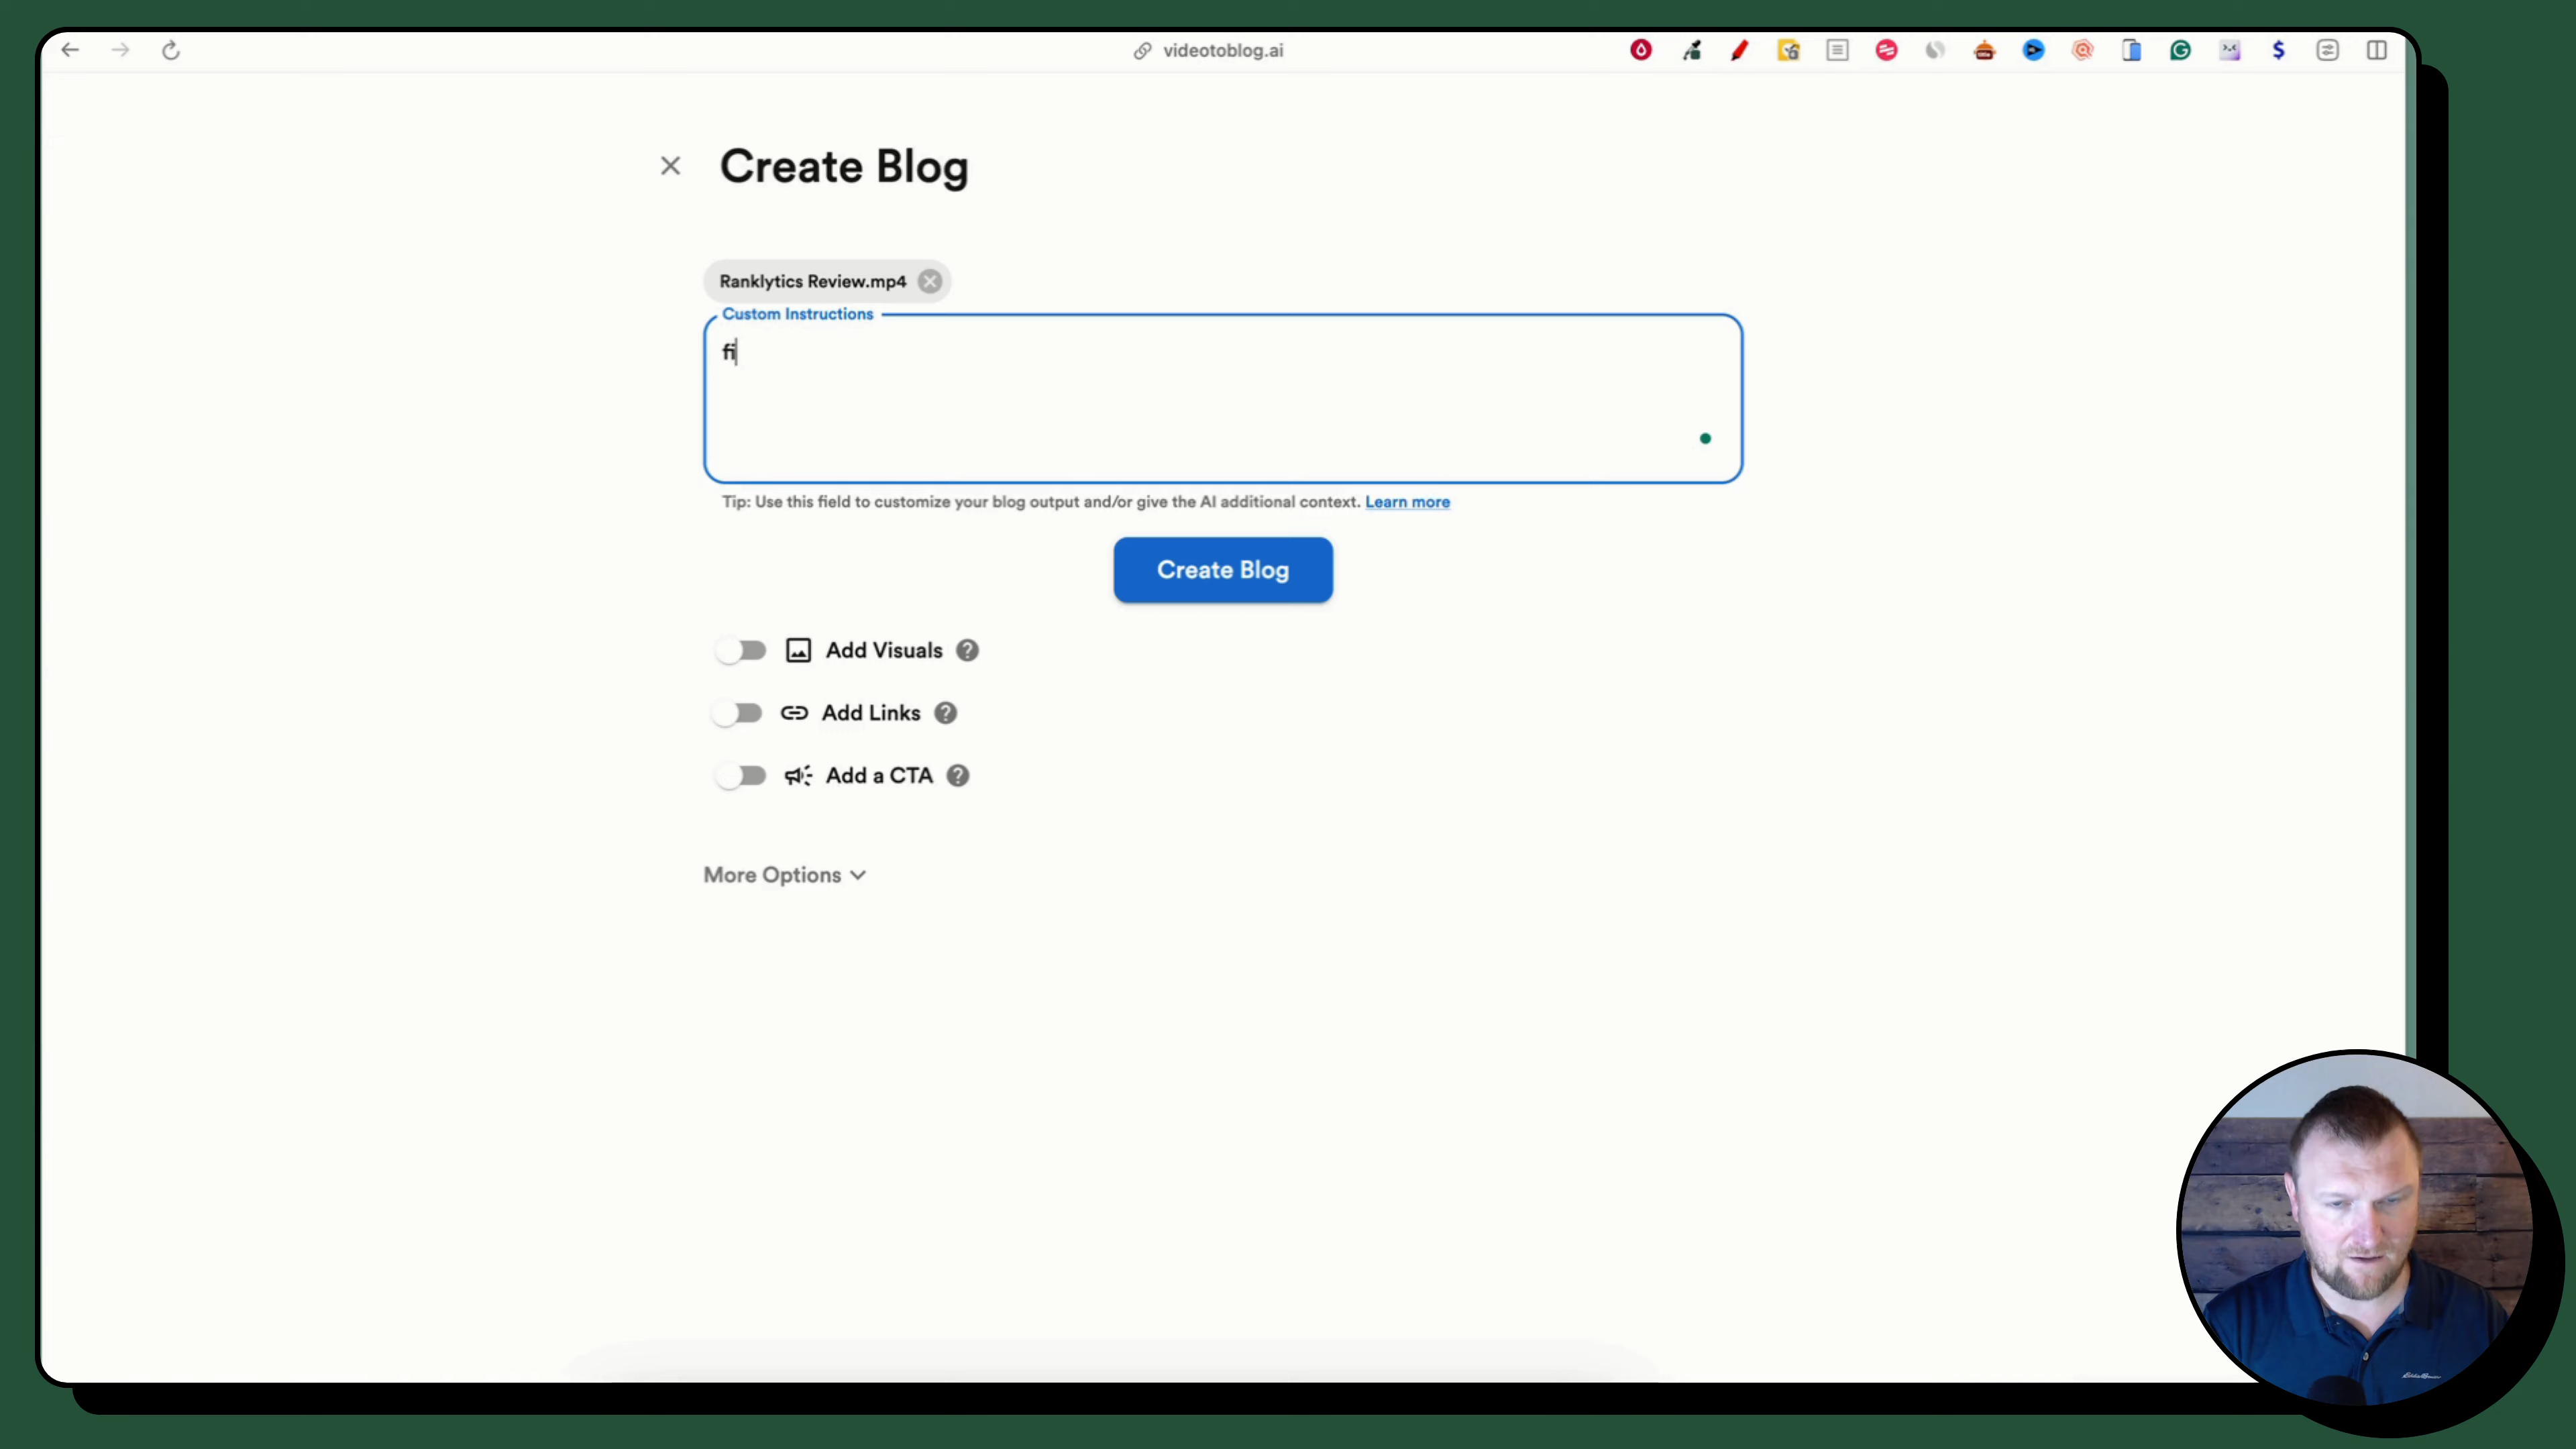 videotoblog.ai
Create Blog
Ranklytics Review.mp4
Custom Instructions
fi
Tip: Use this field to customize your blog output and/or give the AI additional context. Learn more
Create Blog
Add Visuals
Add Links
Add a CTA
More Options